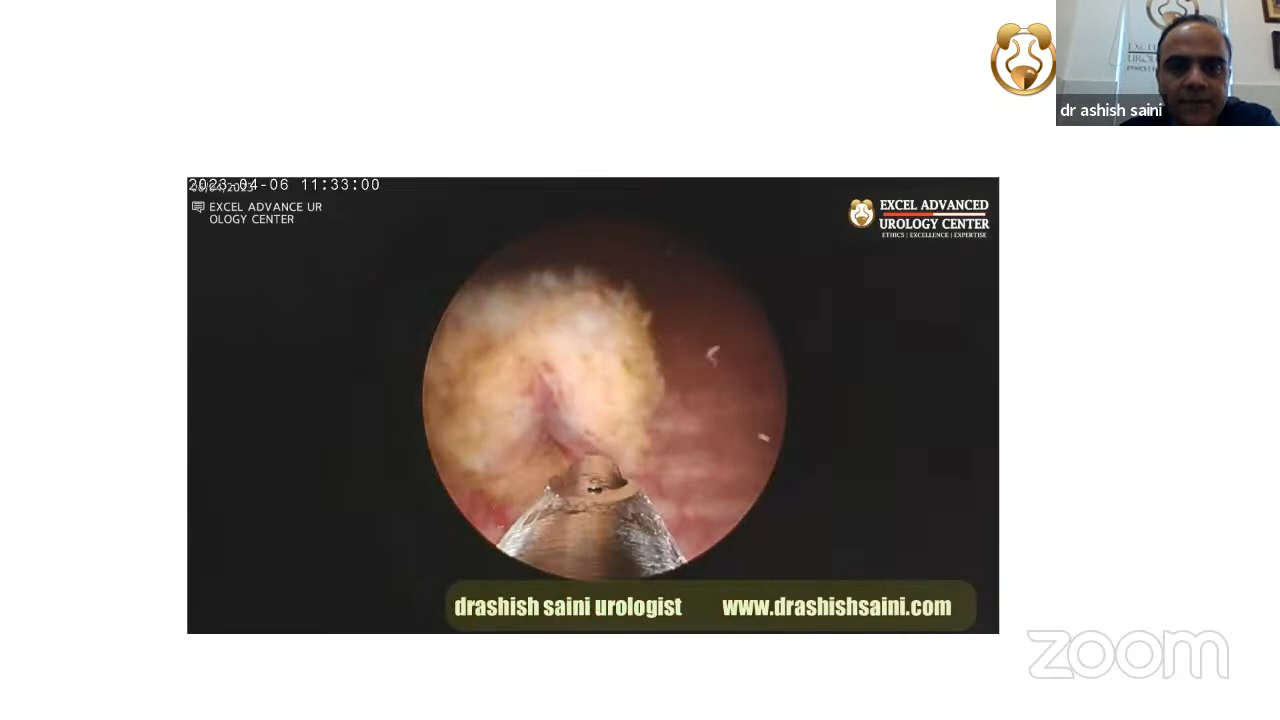 dr ashish saini
2023-04-06 11:33:00
EXCEL ADVANCE UR
OLOGY CENTER
EXCEL ADVANCED
UROLOGY CENTER
ETHICS | EXCELLENCE | EXPERTISE
drashish saini urologist www.drashishsaini.com
zoom